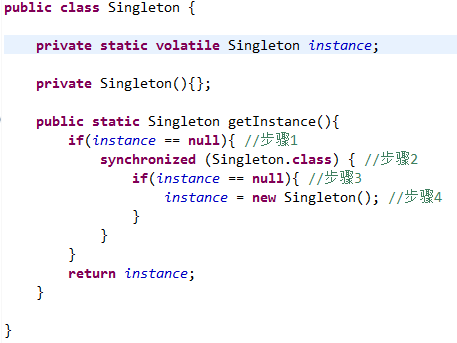 public class Singleton {
private static volatile Singleton instance;
private Singleton(){};
public static Singleton getInstance(){
if(instance == null){ //步骤1
synchronized (Singleton.class) { //步骤2
if(instance == null){ //步骤3
instance = new Singleton(); //步骤4
}
}
}
return instance;
}
}